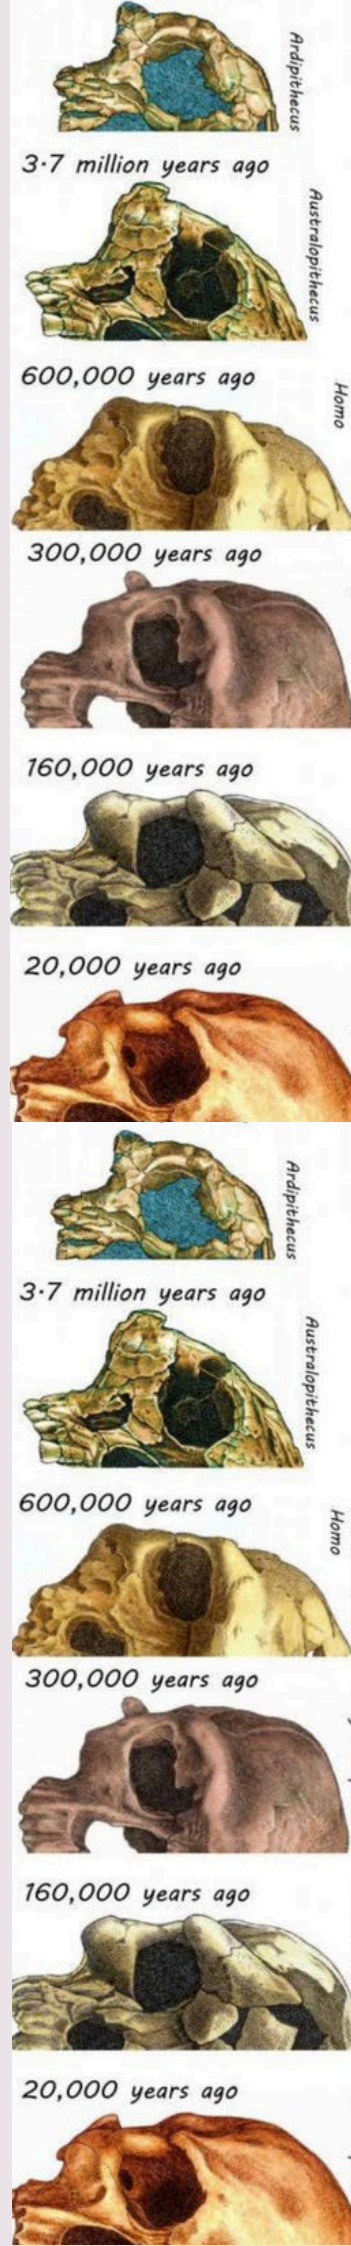 Ardipithecus
3·7 million years ago
Australopithecus
600,000 years ago
Homo
300,000 years ago
160,000 years ago
20,000 years ago
Ardipithecus
3·7 million years ago
Australopithecus
600,000 years ago
Homo
300,000 years ago
160,000 years ago
20,000 years ago